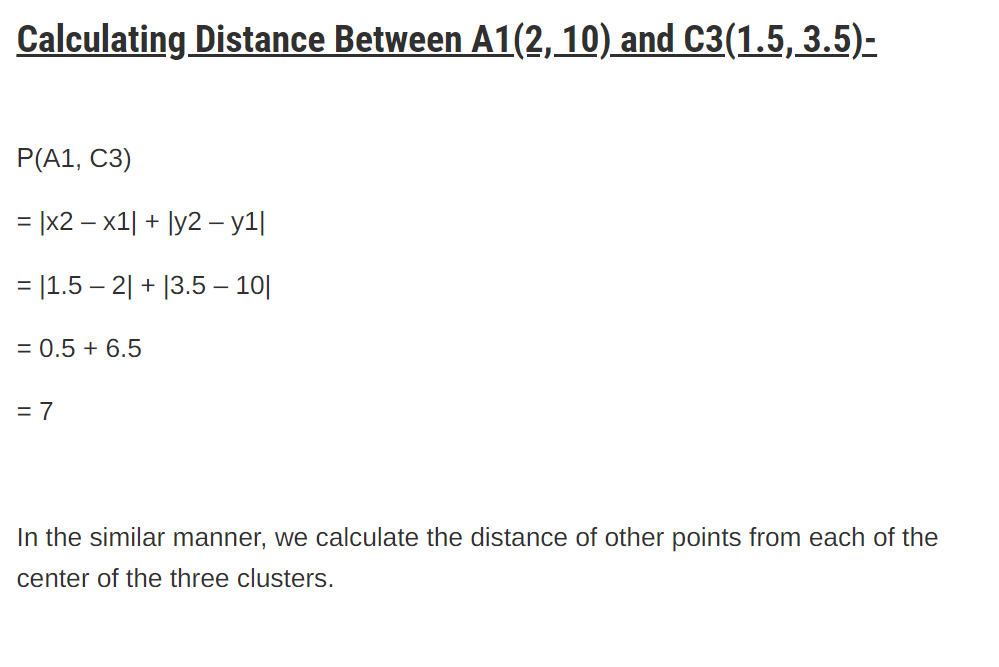 Calculating Distance Between A1(2, 10) and C3(1.5, 3.5)-
P(A1, C3)
= |x2 – x1| + |y2 – y1|
= |1.5 – 2| + |3.5 – 10|
= 0.5 + 6.5
= 7
In the similar manner, we calculate the distance of other points from each of the
center of the three clusters.